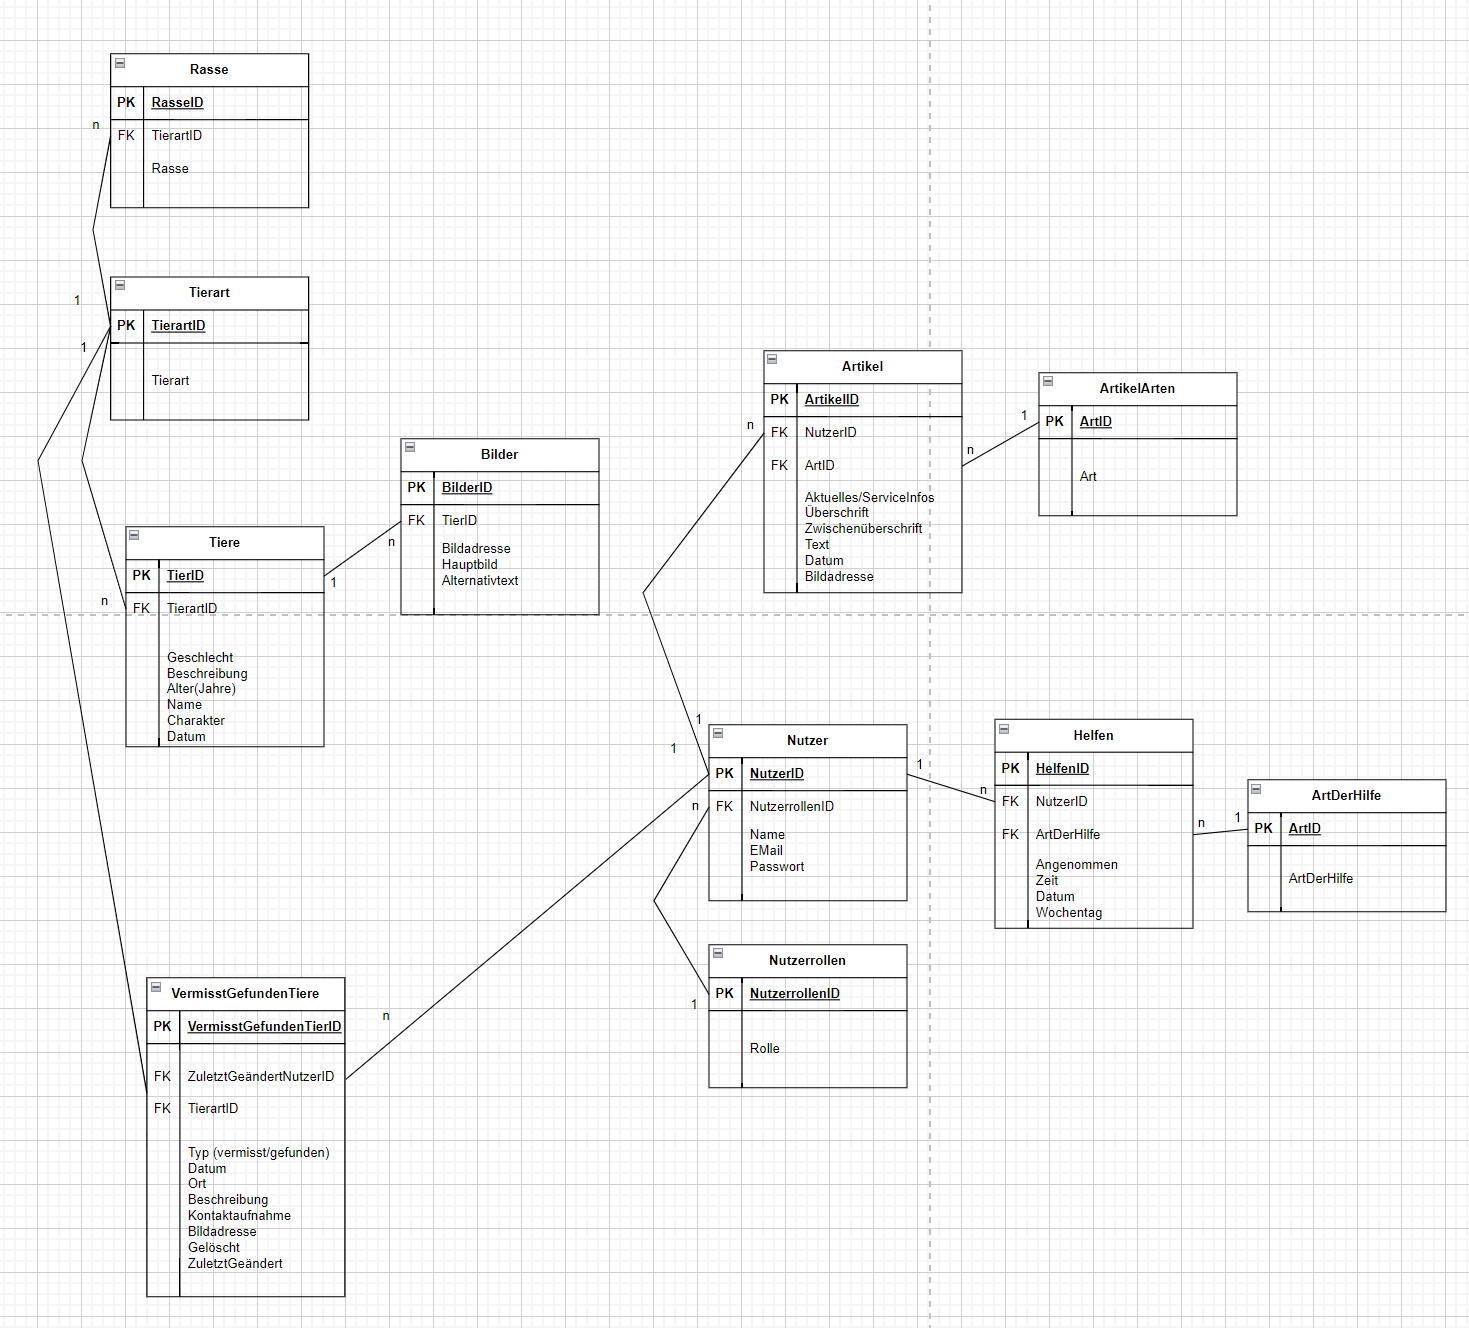 Rasse
PK RasseID
n
FK TierartID
Rasse
Tierart
1
PK TierartID
1
Tierart
Bilder
PK BilderID
FK TierID
n
Bildadresse
Hauptbild
Alternativtext
Tiere
PK TierID
1
n
FK TierartID
Geschlecht
Beschreibung
Alter(Jahre)
Name
Charakter
Datum
Artikel
PK ArtikelID
n
FK NutzerID
FK ArtID
n
Aktuelles/ServiceInfos
Überschrift
Zwischenüberschrift
Text
Datum
Bildadresse
ArtikelArten
1
PK ArtID
Art
1
1
Nutzer
PK NutzerID
1
n
FK NutzerrollenID
Name
EMail
Passwort
Helfen
PK HelfenID
n
FK NutzerID
FK ArtDerHilfe
n
Angenommen
Zeit
Datum
Wochentag
ArtDerHilfe
1
PK ArtID
ArtDerHilfe
Nutzerrollen
PK NutzerrollenID
1
Rolle
VermisstGefundenTiere
PK VermisstGefundenTierID
n
FK ZuletztGeändertNutzerID
FK TierartID
Typ (vermisst/gefunden)
Datum
Ort
Beschreibung
Kontaktaufnahme
Bildadresse
Gelöscht
ZuletztGeändert